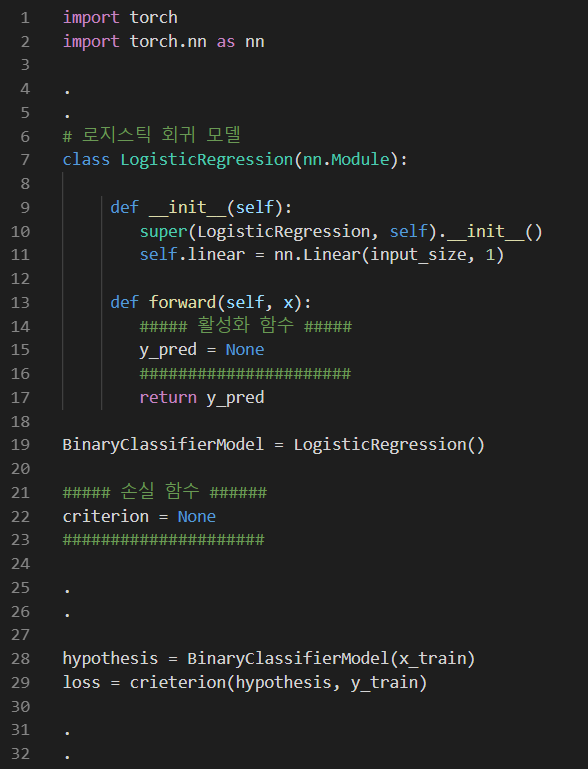 1 import torch
2 import torch.nn as nn
3
4 .
5 .
6 # 로지스틱 회귀 모델
7 class LogisticRegression(nn.Module):
8
9 def __init__(self):
10 super(LogisticRegression, self).__init__()
11 self.linear = nn.Linear(input_size, 1)
12
13 def forward(self, x):
14 ##### 활성화 함수 #####
15 y_pred = None
16 ######################
17 return y_pred
18
19 BinaryClassifierModel = LogisticRegression()
20
21 ##### 손실 함수 ######
22 criterion = None
23 #####################
24
25 .
26 .
27
28 hypothesis = BinaryClassifierModel(x_train)
29 loss = crieterion(hypothesis, y_train)
30
31 .
32 .